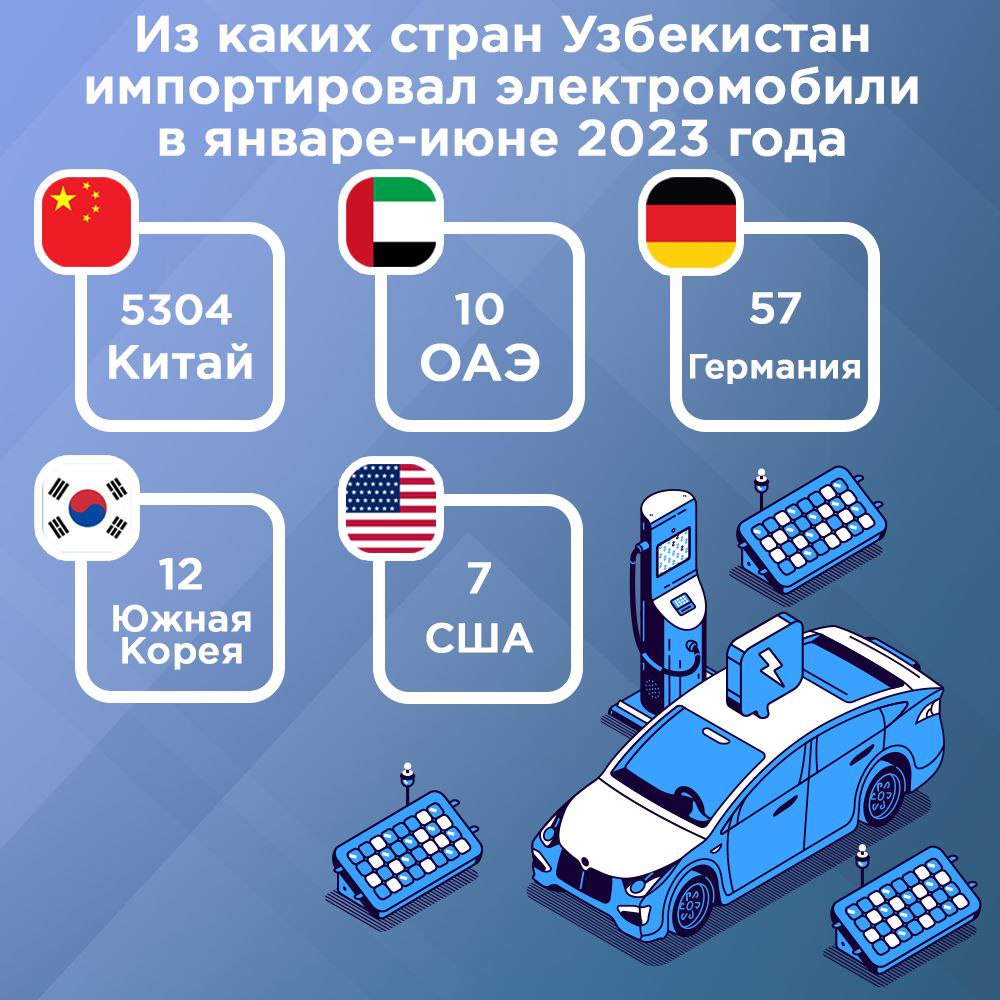 Из каких стран Узбекистан
импортировал электромобили
в январе-июне 2023 года
5304
Китай
10
ОАЭ
57
Германия
12
Южная
Корея
7
США